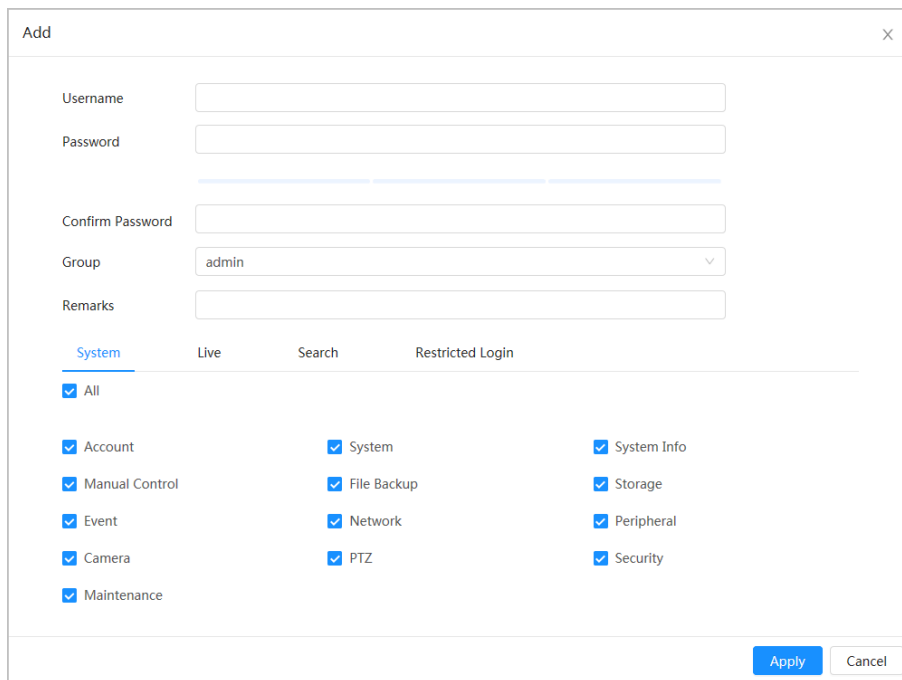 Add X
Username
Password
Confirm Password
Group admin
Remarks
System Live Search Restricted Login
All
Account System System Info
Manual Control File Backup Storage
Event Network Peripheral
Camera PTZ Security
Maintenance
Apply Cancel